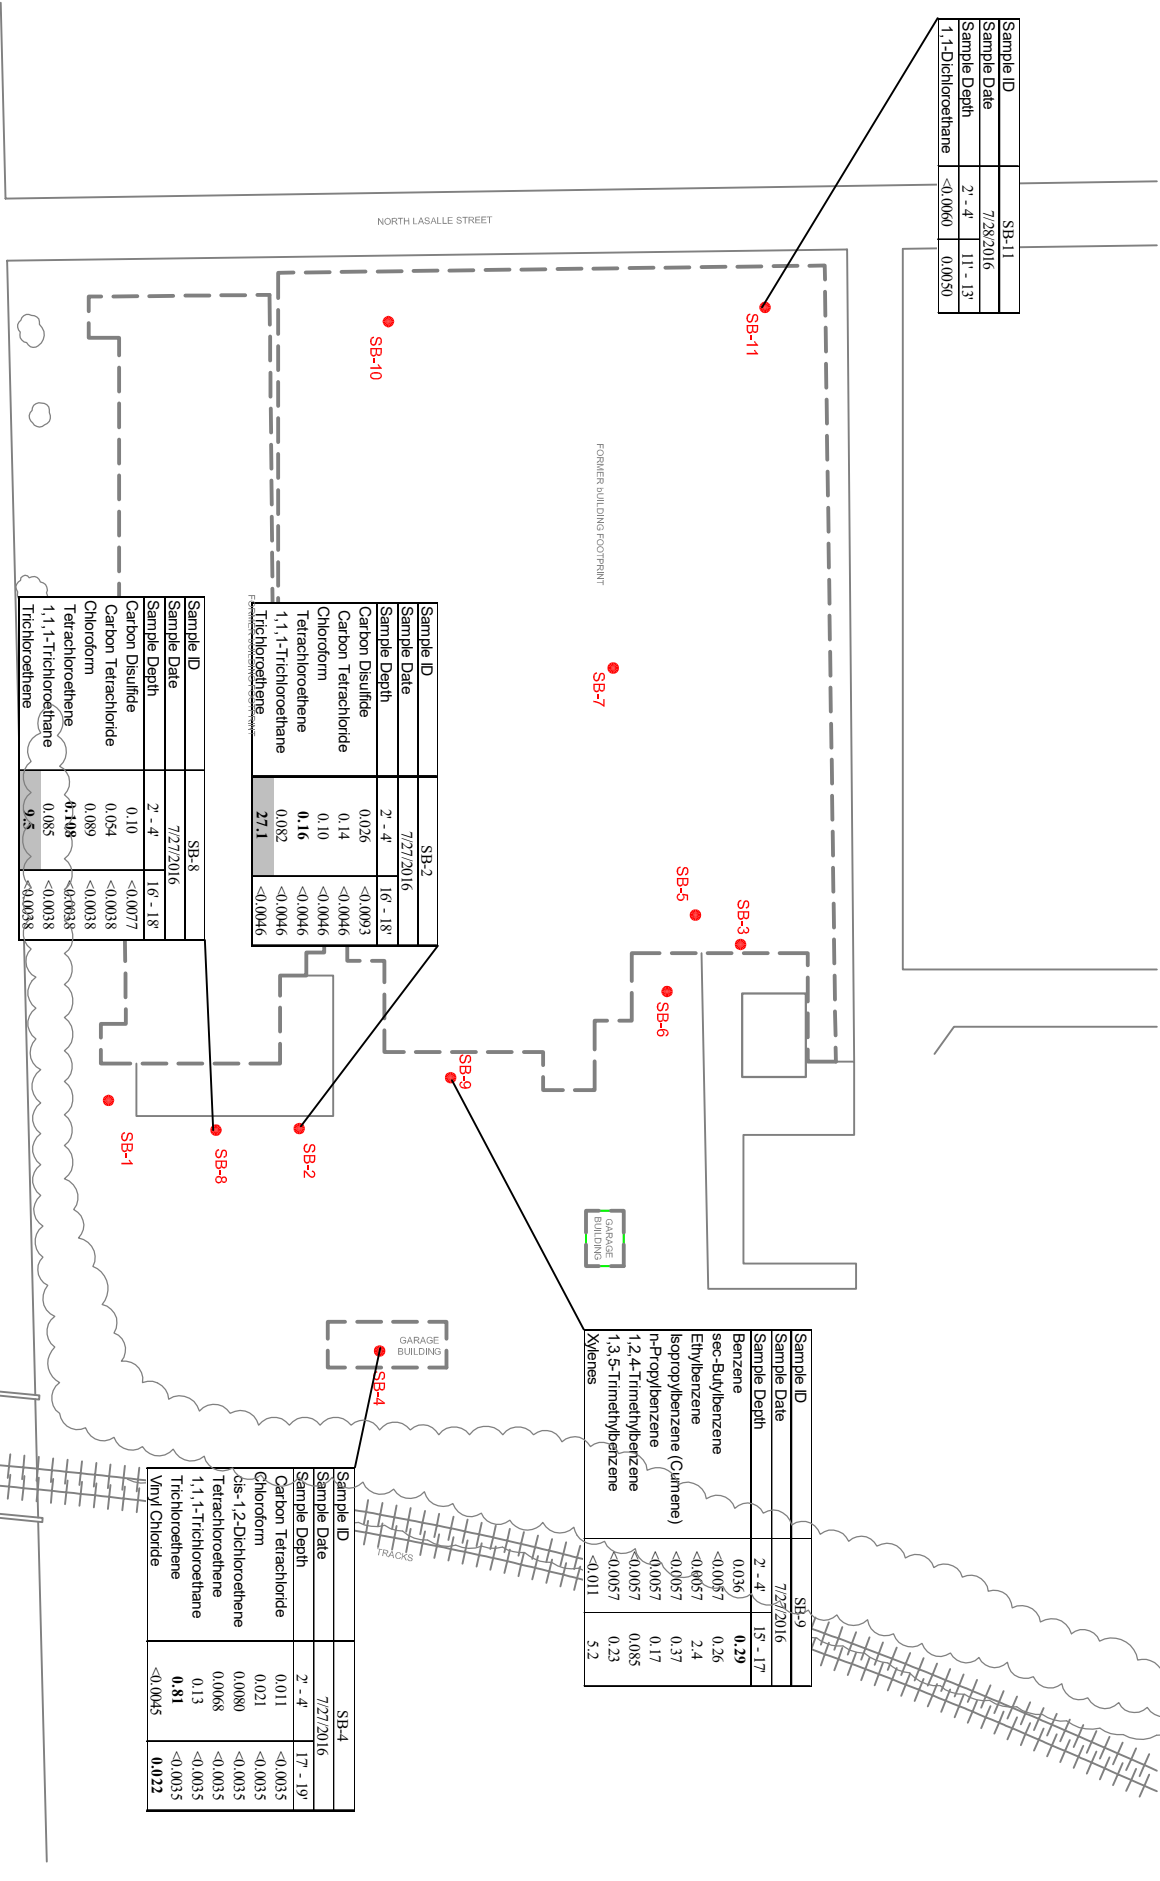 Sample ID SB-11
Sample Date 7/28/2016
Sample Depth 2' - 4' 11' - 13'
1,1-Dichloroethane <0.0060 0.0050
NORTH LASALLE STREET
SB-11
SB-10
FORMER bUILDING FOOTPRINT
SB-7
SB-5
SB-3
SB-6
SB-9
SB-1
SB-8
SB-2
Sample ID SB-2
Sample Date 7/27/2016
Sample Depth 2' - 4' 16' - 18'
Carbon Disulfide 0.026 <0.0093
Carbon Tetrachloride 0.14 <0.0046
Chloroform 0.10 <0.0046
Tetrachloroethene 0.16 <0.0046
1,1,1-Trichloroethane 0.082 <0.0046
Trichloroethene 27.1 <0.0046
FORMER BUILDING FOOTPRINT
Sample ID SB-8
Sample Date 7/27/2016
Sample Depth 2' - 4' 16' - 18'
Carbon Disulfide 0.10 <0.0077
Carbon Tetrachloride 0.054 <0.0038
Chloroform 0.089 <0.0038
Tetrachloroethene 0.108 <0.0038
1,1,1-Trichloroethane 0.085 <0.0038
Trichloroethene 9.5 <0.0038
GARAGE
BUILDING
GARAGE
BUILDING
SB-4
Sample ID SB-9
Sample Date 7/27/2016
Sample Depth 2' - 4' 15' - 17'
Benzene 0.036 0.29
sec-Butylbenzene <0.0057 0.26
Ethylbenzene <0.0057 2.4
Isopropylbenzene (Cumene) <0.0057 0.37
n-Propylbenzene <0.0057 0.17
1,2,4-Trimethylbenzene <0.0057 0.085
1,3,5-Trimethylbenzene <0.0057 0.23
Xylenes <0.011 5.2
TRACKS
Sample ID SB-4
Sample Date 7/27/2016
Sample Depth 2' - 4' 17' - 19'
Carbon Tetrachloride 0.011 <0.0035
Chloroform 0.021 <0.0035
cis-1,2-Dichloroethene 0.0080 <0.0035
Tetrachloroethene 0.0068 <0.0035
1,1,1-Trichloroethane 0.13 <0.0035
Trichloroethene 0.81 <0.0035
Vinyl Chloride <0.0045 0.022